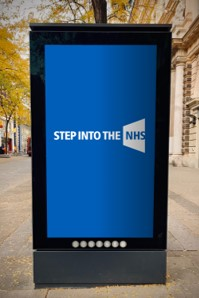 STEP INTO THE NHS